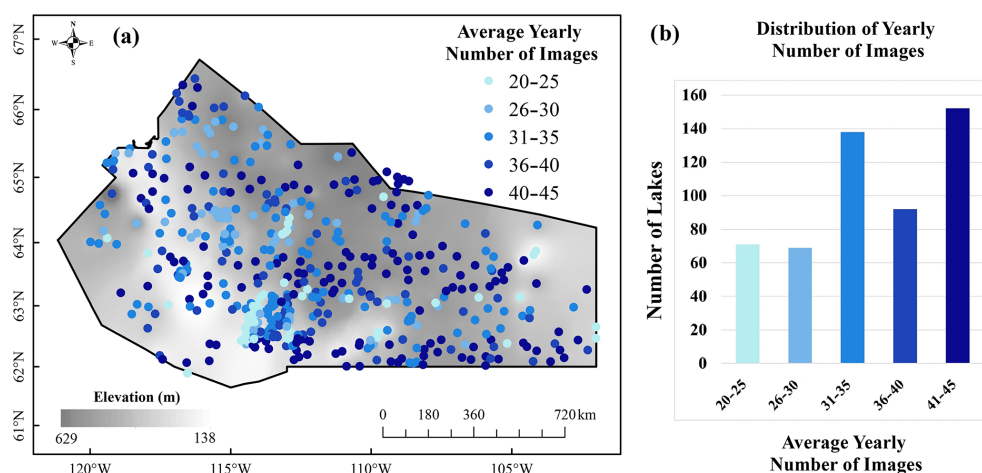 (a)
N
W E
S
67°N
66°N
65°N
64°N
63°N
62°N
61°N
120°W
115°W
110°W
105°W
Average Yearly
Number of Images
20–25
26–30
31–35
36–40
40–45
Elevation (m)
629 138
0 180 360 720 km
(b)
Distribution of Yearly
Number of Images
Number of Lakes
160
140
120
100
80
60
40
20
0
20–25
26–30
31–35
36–40
41–45
Average Yearly
Number of Images